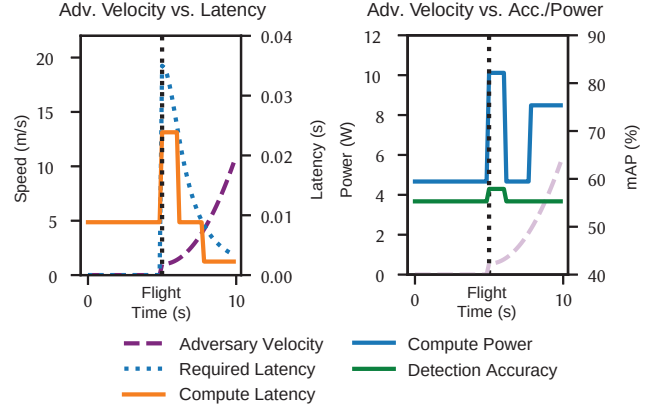 Adv. Velocity vs. Latency
Adv. Velocity vs. Acc./Power
Speed (m/s)
20
15
10
5
0
0.04
0.03
0.02
0.01
0.00
Latency (s)
0
Flight
Time (s)
10
Power (W)
12
10
8
6
4
2
0
90
80
70
60
50
40
mAP (%)
0
Flight
Time (s)
10
Adversary Velocity
Required Latency
Compute Latency
Compute Power
Detection Accuracy